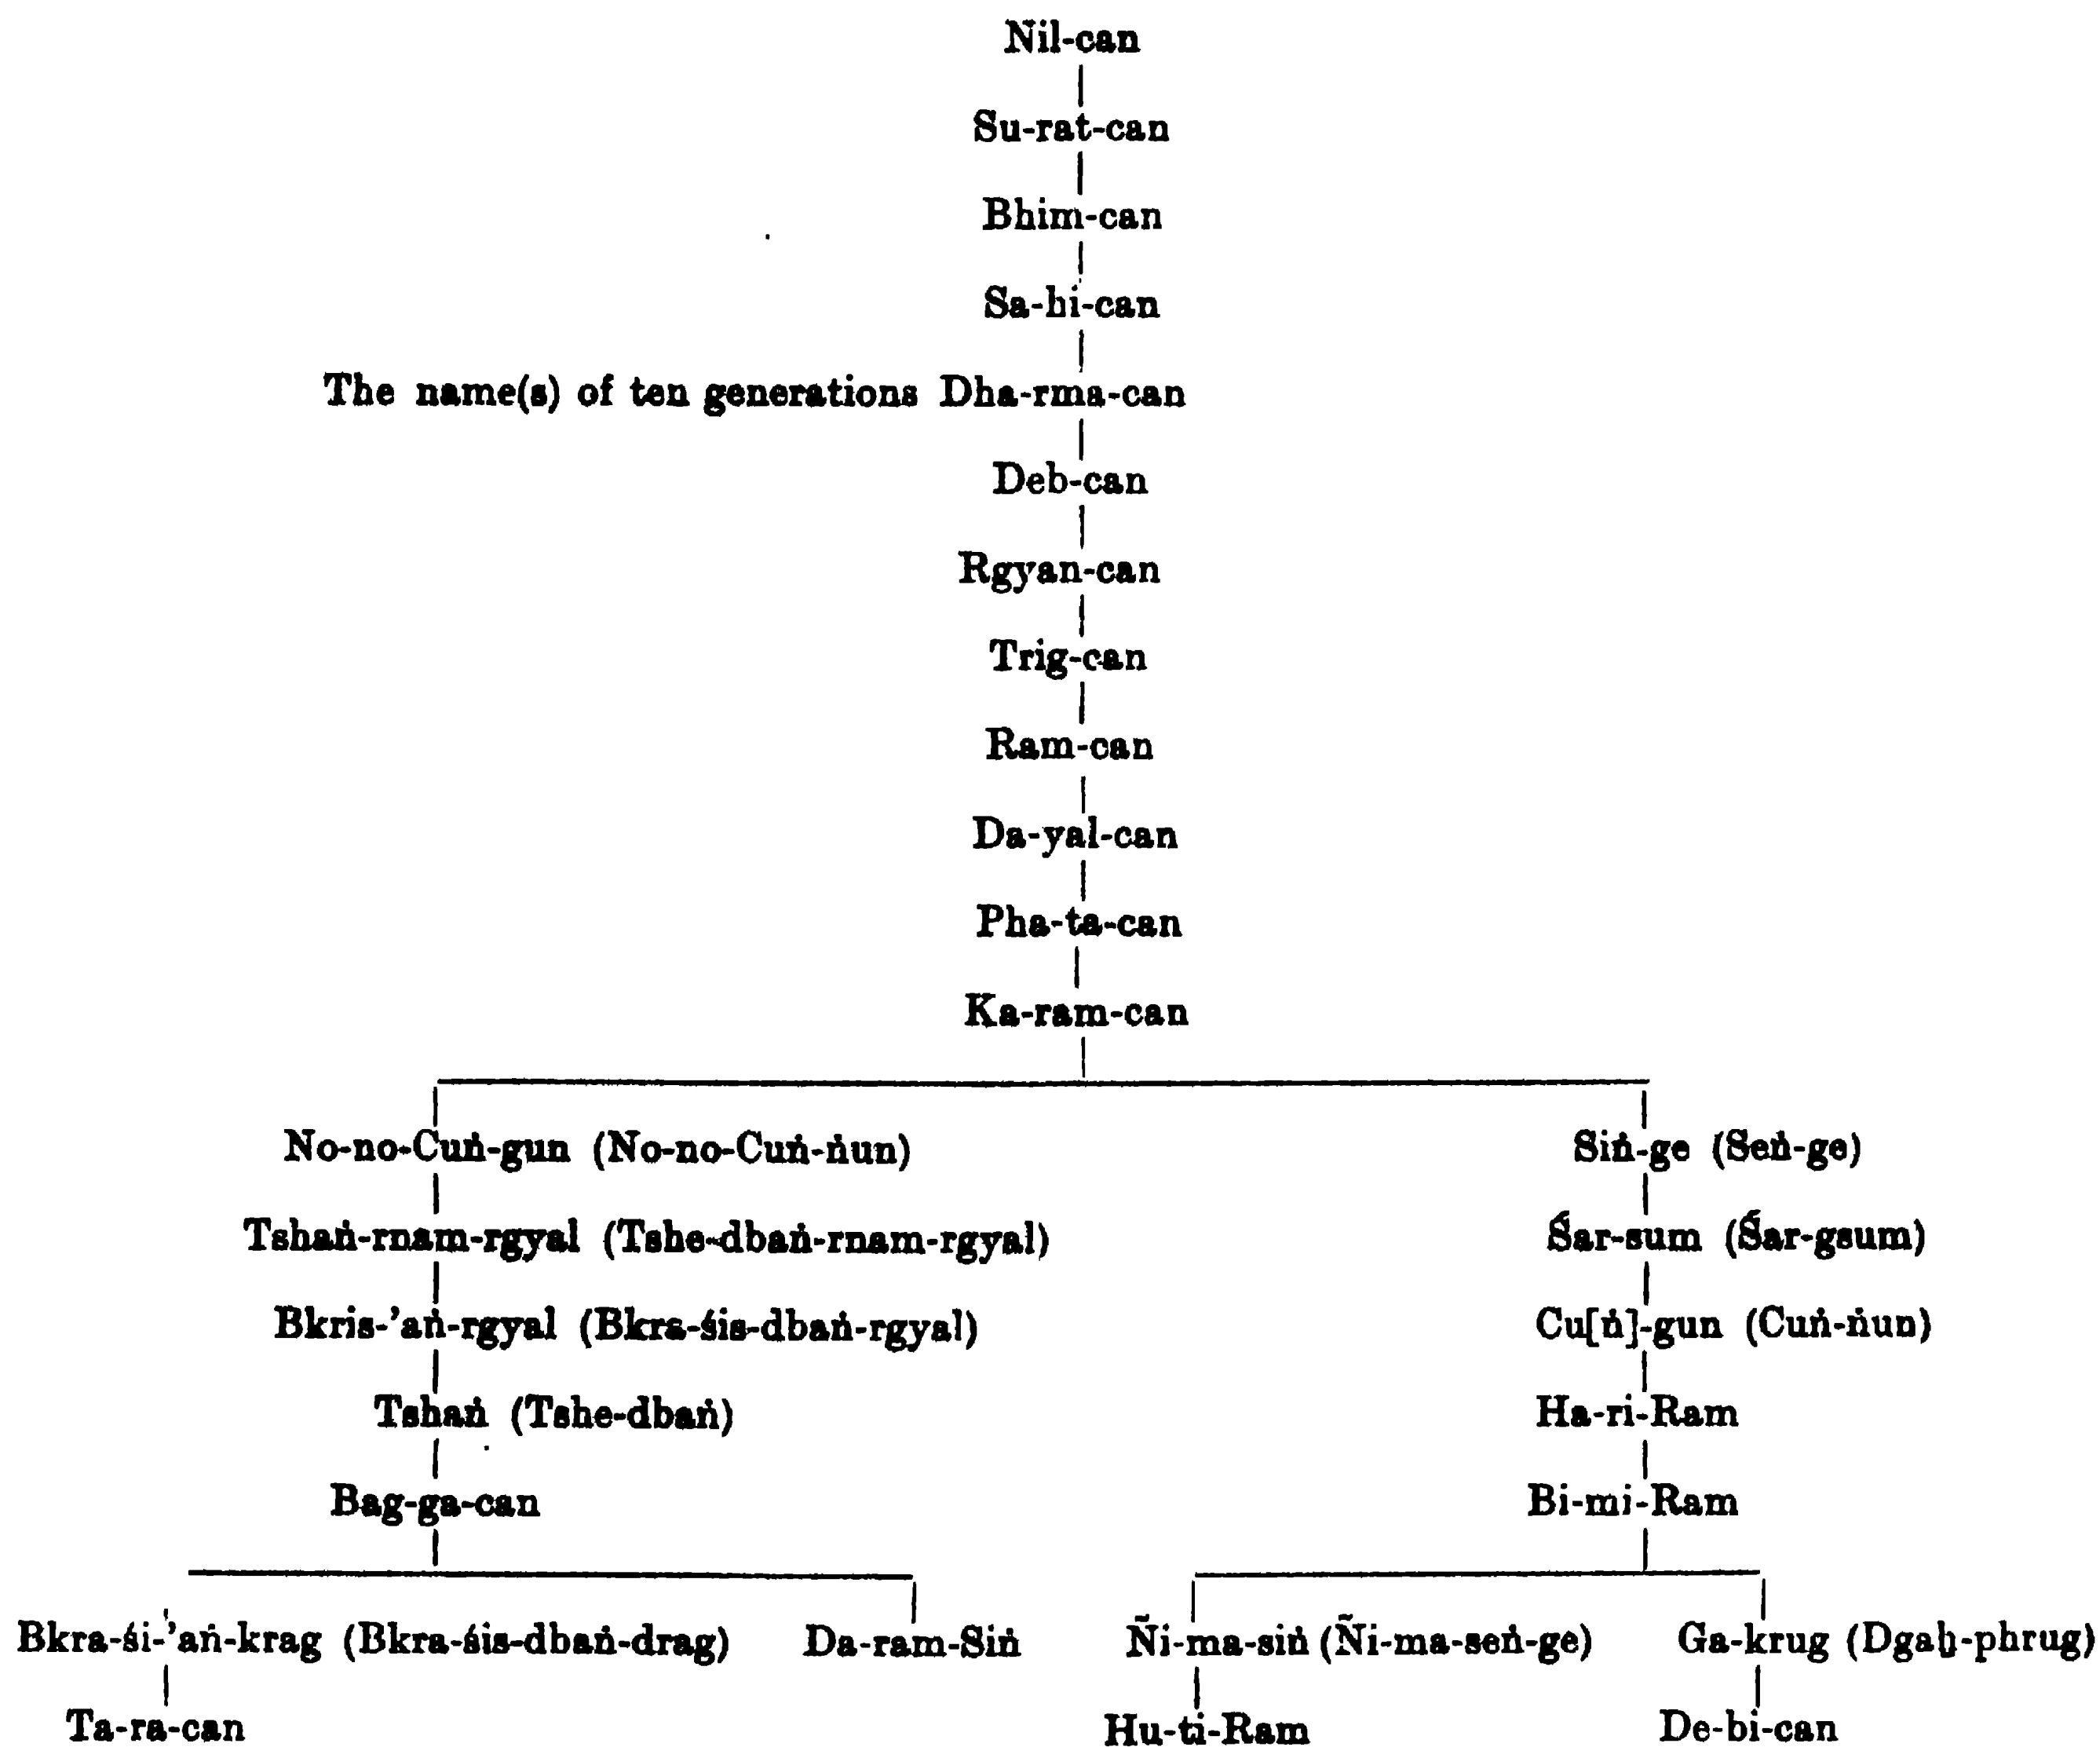 Nil-can
Su-rat-can
Bhim-can
Sa-hi-can
The name(s) of ten generations Dha-rma-can
Deb-can
Rgyan-can
Trig-can
Ram-can
Da-yal-can
Pha-ta-can
Ka-ram-can
No-no-Cuṅ-gun (No-no-Cuṅ-ṅun) Siṅ-ge (Seṅ-ge)
Tshaṅ-rnam-rgyal (Tshe-dbaṅ-rnam-rgyal) Śar-sum (Śar-gsum)
Bkris-’aṅ-rgyal (Bkra-śis-dbaṅ-rgyal) Cu[ṅ]-gun (Cuṅ-ṅun)
Tshaṅ (Tshe-dbaṅ) Ha-ri-Ram
Bag-ga-can Bi-mi-Ram
Bkra-śi-’aṅ-krag (Bkra-śis-dbaṅ-drag) Da-ram-Siṅ Ñi-ma-siṅ (Ñi-ma-seṅ-ge) Ga-krug (Dgaḥ-phrug)
Ta-ra-can Hu-ti-Ram De-bi-can